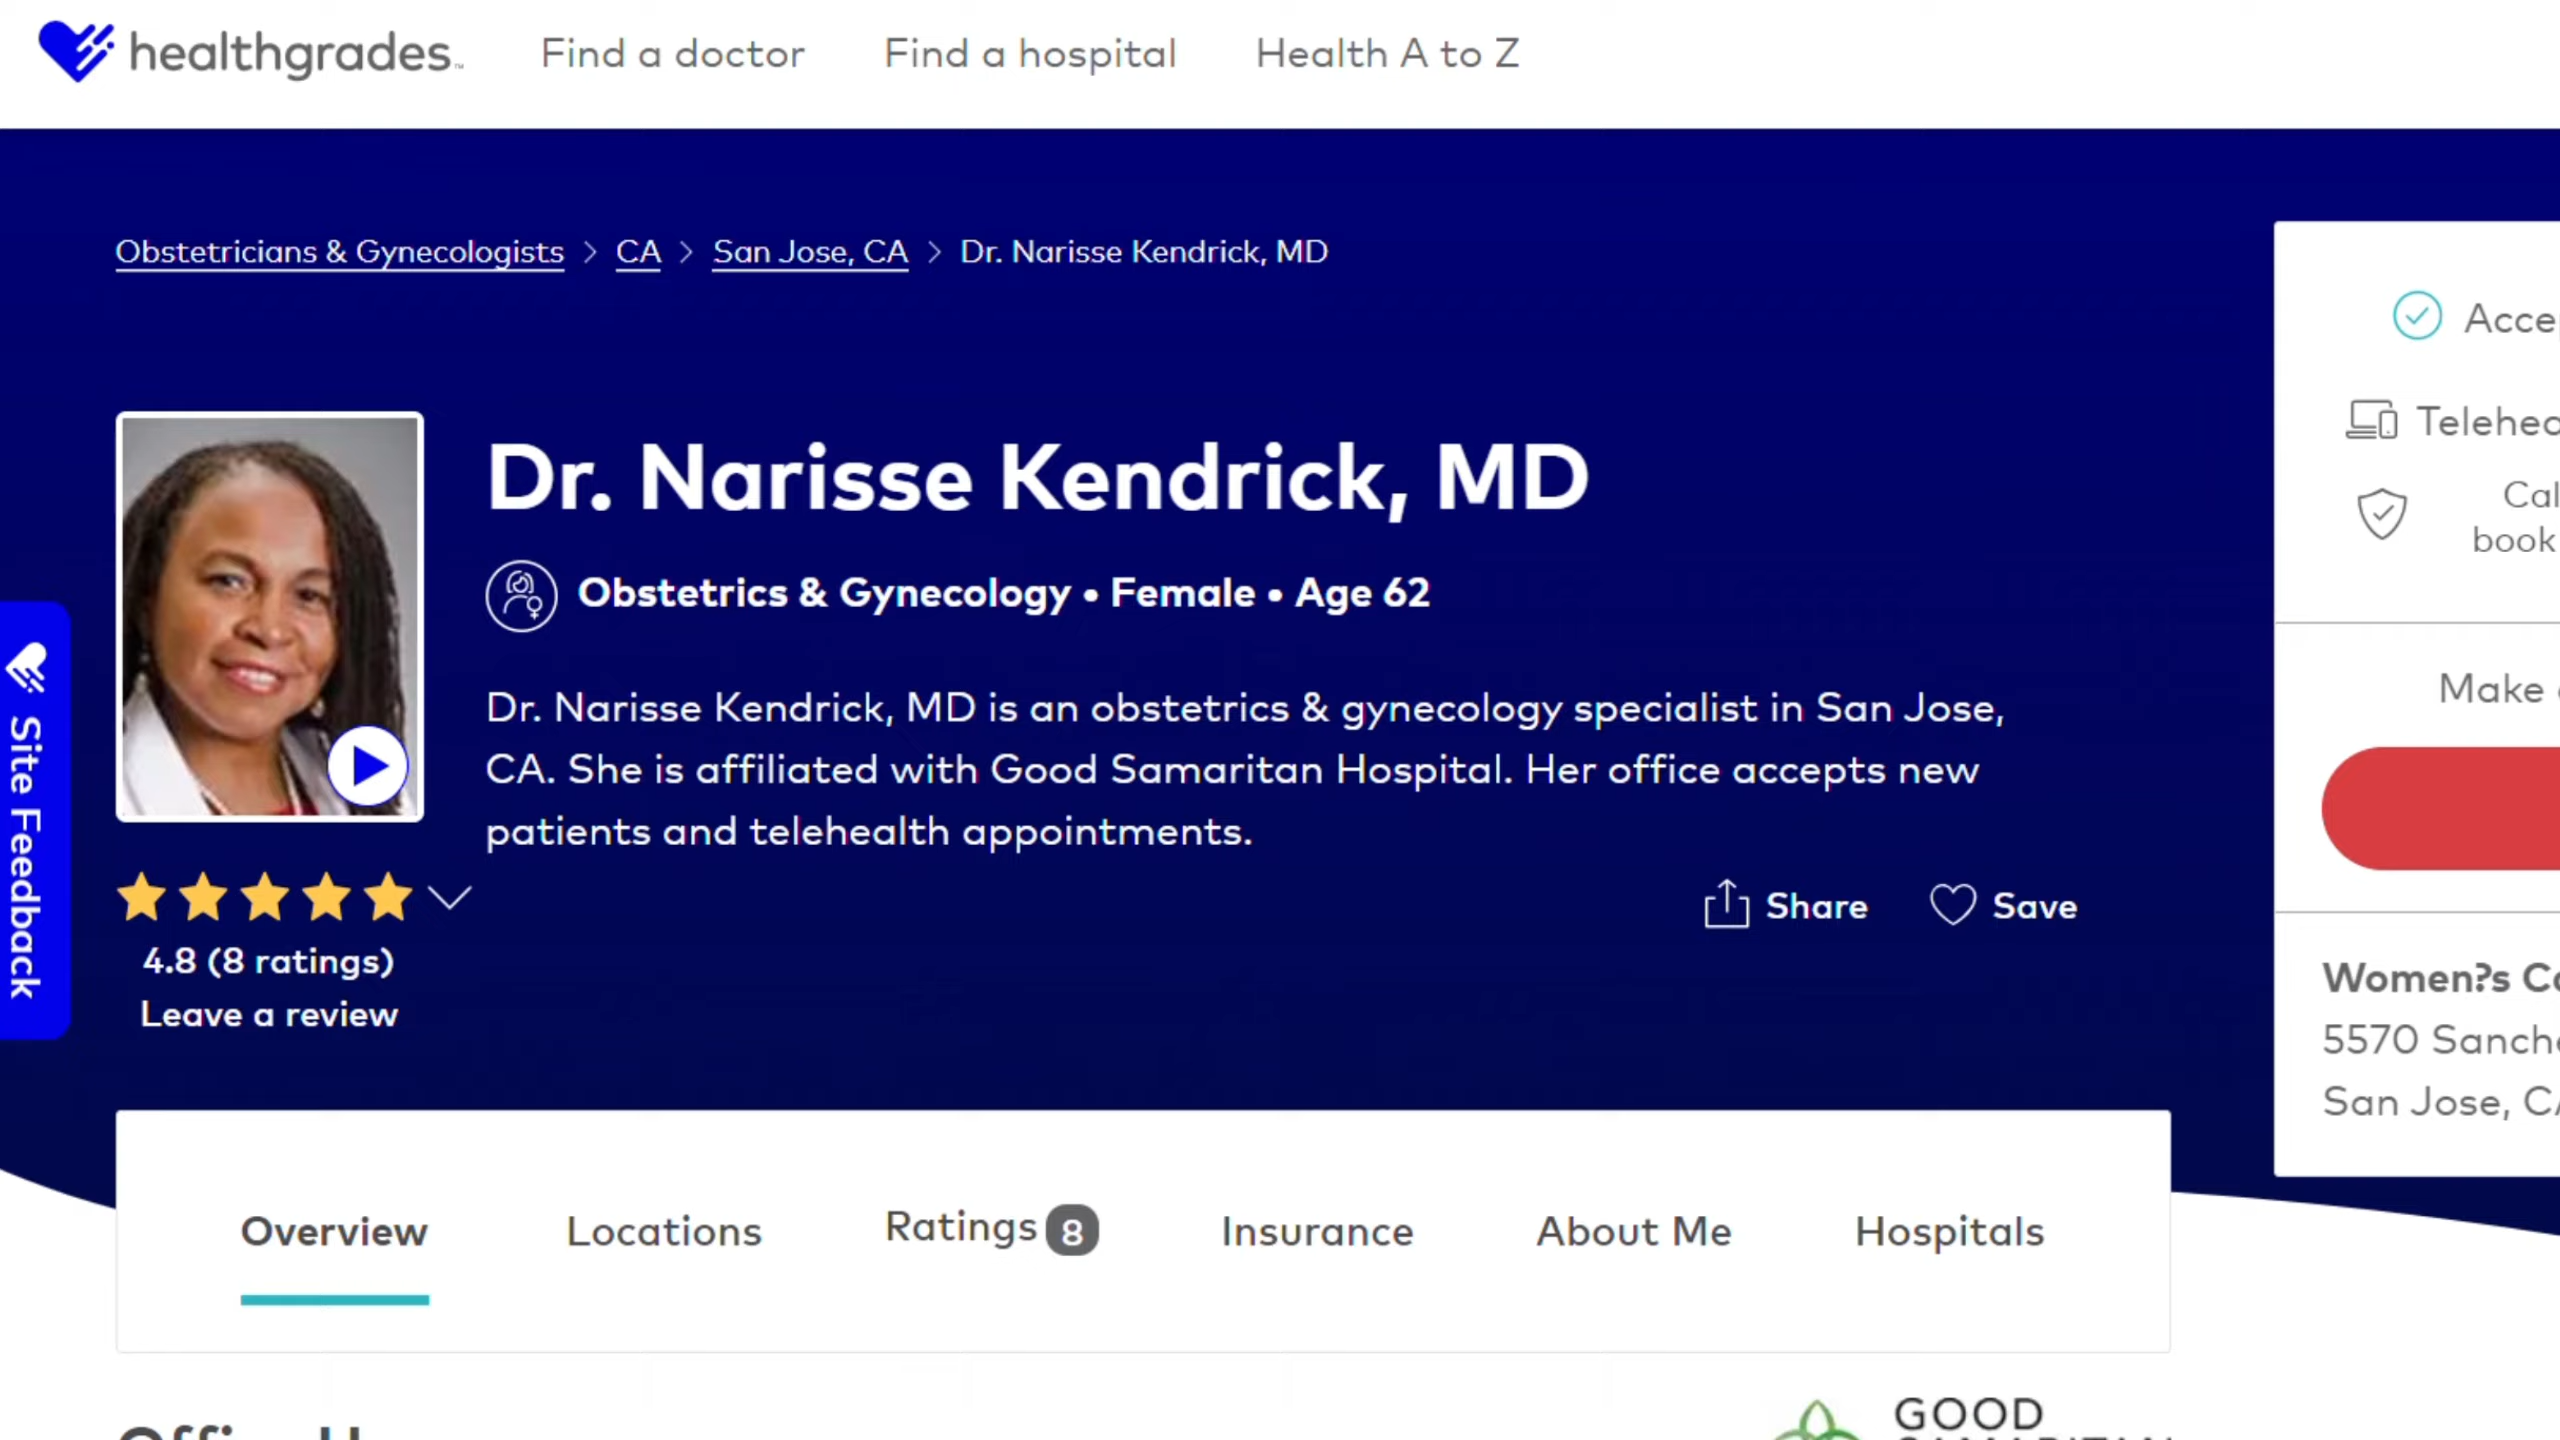 healthgrades™
Find a doctor
Find a hospital
Health A to Z
Obstetricians & Gynecologists > CA > San Jose, CA > Dr. Narisse Kendrick, MD
Dr. Narisse Kendrick, MD
Obstetrics & Gynecology • Female • Age 62
Dr. Narisse Kendrick, MD is an obstetrics & gynecology specialist in San Jose,
CA. She is affiliated with Good Samaritan Hospital. Her office accepts new
patients and telehealth appointments.
4.8 (8 ratings)
Leave a review
Share
Save
Site Feedback
book
Make
Women?s
5570
San Jose,
Overview
Locations
Ratings 8
Insurance
About Me
Hospitals
GOOD